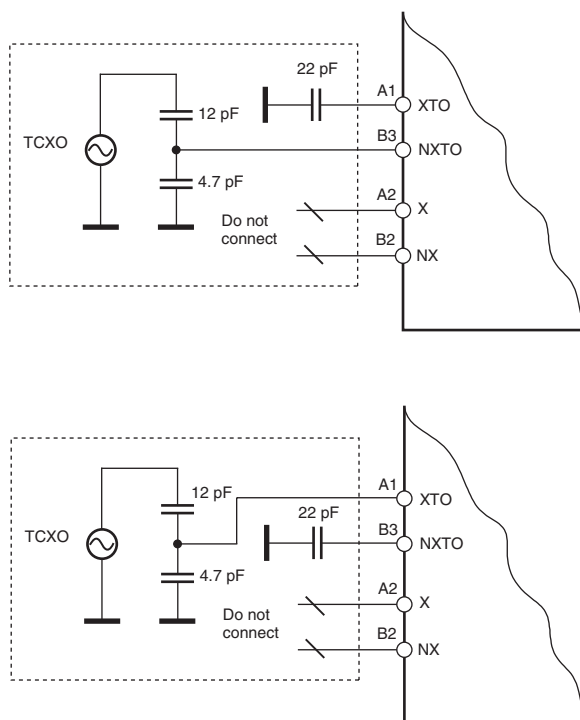 22 pF
A1
XTO
12 pF
TCXO
B3
NXTO
4.7 pF
A2
X
Do not
connect
B2
NX
A1
12 pF
XTO
22 pF
TCXO
B3
NXTO
4.7 pF
A2
X
Do not
connect
B2
NX